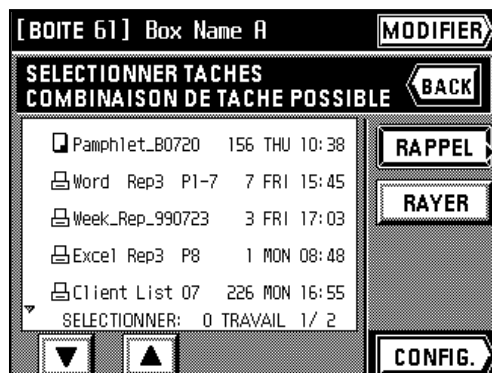 [BOITE 61] Box Name A MODIFIER
SELECTIONNER TACHES
COMBINAISON DE TACHE POSSIBLE BACK
Pamphlet_B0720 156 THU 10:38
RAPPEL
Word Rep3 P1-7 7 FRI 15:45
RAYER
Week_Rep_990723 3 FRI 17:03
Excel Rep3 P8 1 MON 08:48
Client List 07 226 MON 16:55
SELECTIONNER: 0 TRAVAIL 1/ 2
CONFIG.